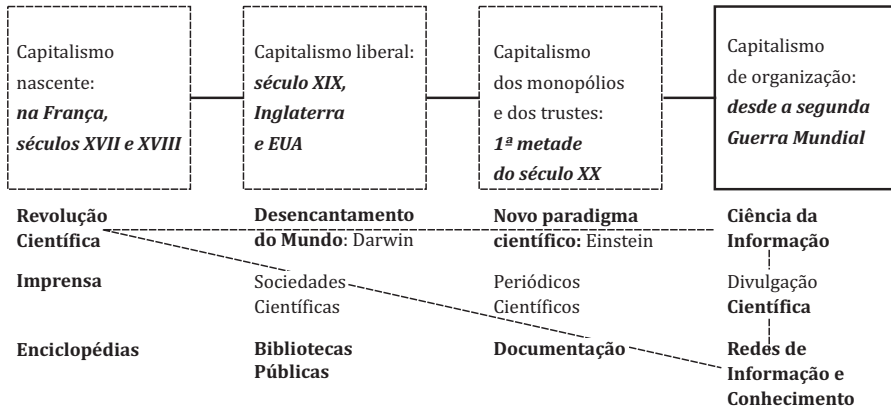 Capitalismo
nascente:
na França,
séculos XVII e XVIII
Capitalismo liberal:
século XIX,
Inglaterra
e EUA
Capitalismo
dos monopólios
e dos trustes:
1ª metade
do século XX
Capitalismo
de organização:
desde a segunda
Guerra Mundial
Revolução
Científica
Desencantamento
do Mundo: Darwin
Novo paradigma
científico: Einstein
Ciência da
Informação
Imprensa
Sociedades
Científicas
Periódicos
Científicos
Divulgação
Científica
Enciclopédias
Bibliotecas
Públicas
Documentação
Redes de
Informação e
Conhecimento